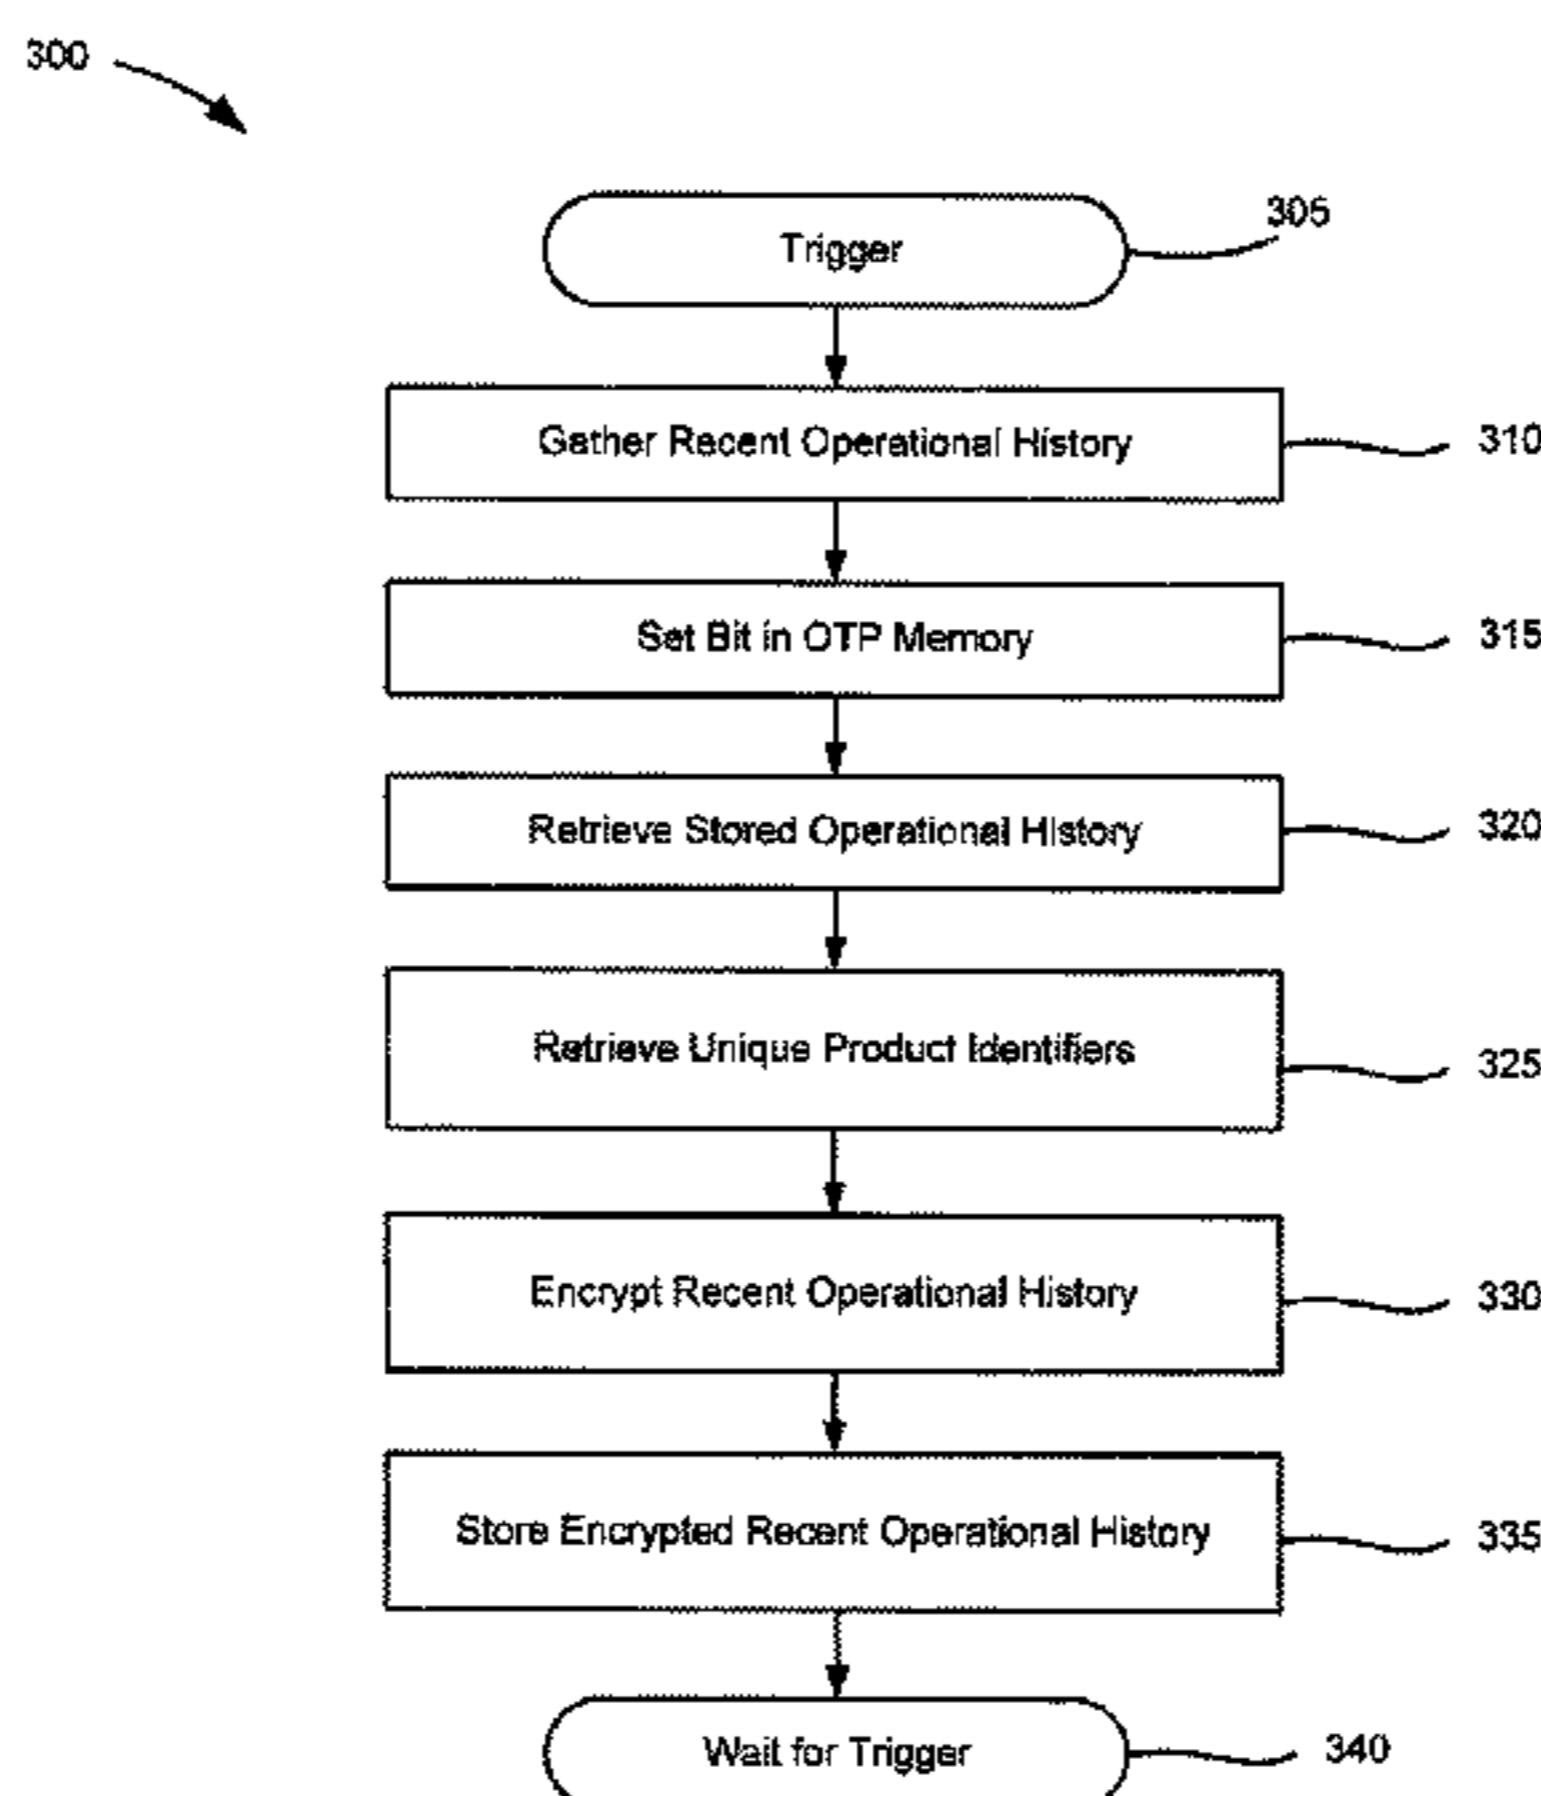 300
Trigger
305
Gather Recent Operational History
310
Set Bit in OTP Memory
315
Retrieve Stored Operational History
320
Retrieve Unique Product Identifiers
325
Encrypt Recent Operational History
330
Store Encrypted Recent Operational History
335
Wait for Trigger
340